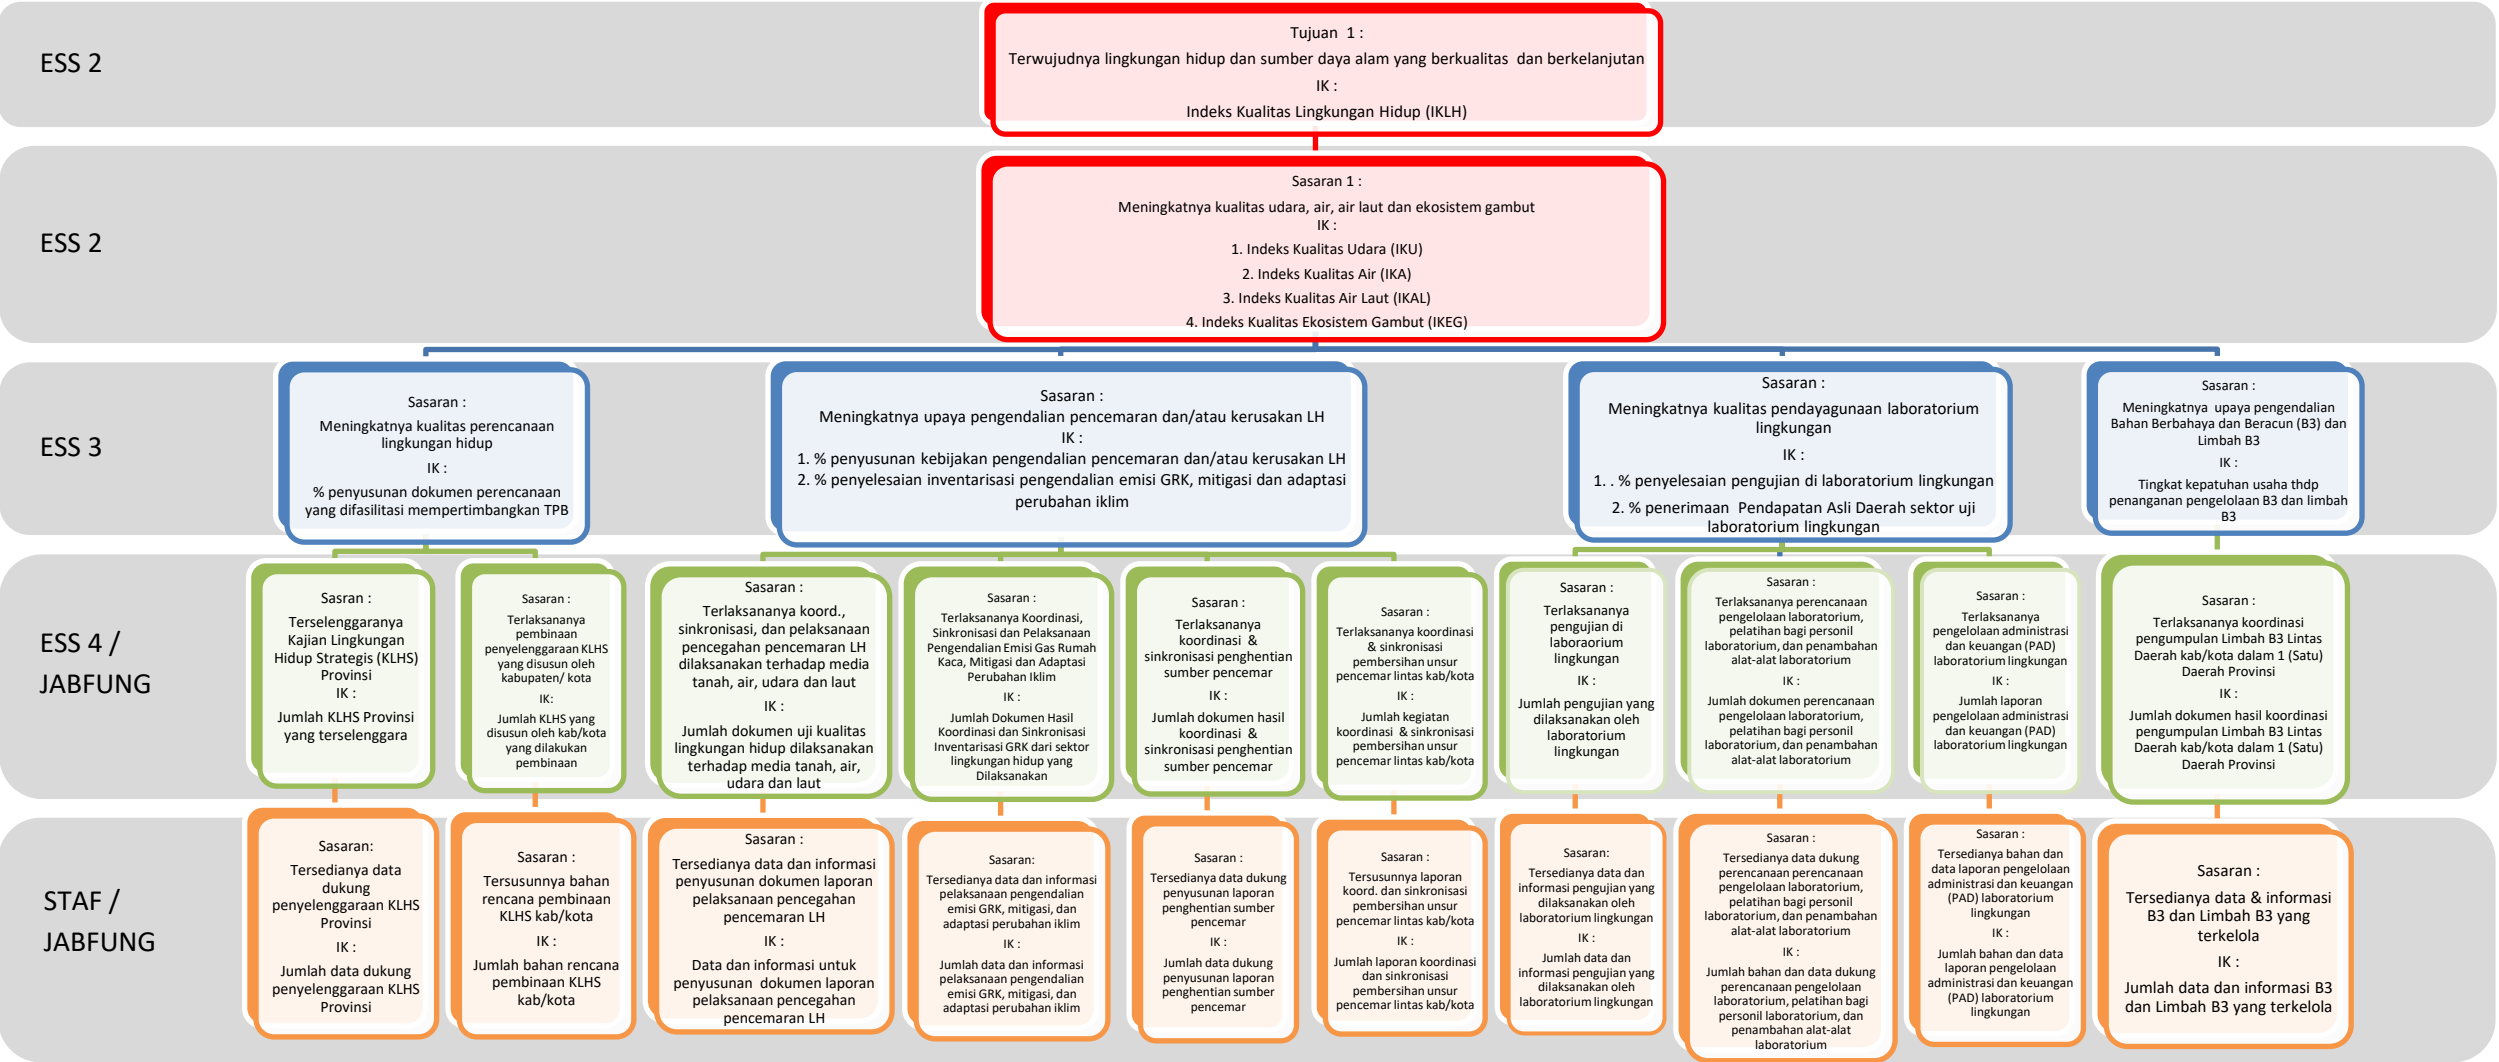 ESS 2
Tujuan 1 :
Terwujudnya lingkungan hidup dan sumber daya alam yang berkualitas dan berkelanjutan
IK :
Indeks Kualitas Lingkungan Hidup (IKLH)
ESS 2
Sasaran 1 :
Meningkatnya kualitas udara, air, air laut dan ekosistem gambut
IK :
1. Indeks Kualitas Udara (IKU)
2. Indeks Kualitas Air (IKA)
3. Indeks Kualitas Air Laut (IKAL)
4. Indeks Kualitas Ekosistem Gambut (IKEG)
ESS 3
Sasaran :
Meningkatnya kualitas perencanaan
lingkungan hidup
IK :
% penyusunan dokumen perencanaan
yang difasilitasi mempertimbangkan TPB
Sasaran :
Meningkatnya upaya pengendalian pencemaran dan/atau kerusakan LH
IK :
1. % penyusunan kebijakan pengendalian pencemaran dan/atau kerusakan LH
2. % penyelesaian inventarisasi pengendalian emisi GRK, mitigasi dan adaptasi
perubahan iklim
Sasaran :
Meningkatnya kualitas pendayagunaan laboratorium
lingkungan
IK :
1. . % penyelesaian pengujian di laboratorium lingkungan
2. % penerimaan Pendapatan Asli Daerah sektor uji
laboratorium lingkungan
Sasaran :
Meningkatnya upaya pengendalian
Bahan Berbahaya dan Beracun (B3) dan
Limbah B3
IK :
Tingkat kepatuhan usaha thdp
penanganan pengelolaan B3 dan limbah
B3
ESS 4 /
JABFUNG
Sasran :
Terselenggaranya
Kajian Lingkungan
Hidup Strategis (KLHS)
Provinsi
IK :
Jumlah KLHS Provinsi
yang terselenggara
Sasaran :
Terlaksananya
pembinaan
penyelenggaraan KLHS
yang disusun oleh
kabupaten/ kota
IK:
Jumlah KLHS yang
disusun oleh kab/kota
yang dilakukan
pembinaan
Sasaran :
Terlaksananya koord.,
sinkronisasi, dan pelaksanaan
pencegahan pencemaran LH
dilaksanakan terhadap media
tanah, air, udara dan laut
IK :
Jumlah dokumen uji kualitas
lingkungan hidup dilaksanakan
terhadap media tanah, air,
udara dan laut
Sasaran :
Terlaksananya Koordinasi,
Sinkronisasi dan Pelaksanaan
Pengendalian Emisi Gas Rumah
Kaca, Mitigasi dan Adaptasi
Perubahan Iklim
IK :
Jumlah Dokumen Hasil
Koordinasi dan Sinkronisasi
Inventarisasi GRK dari sektor
lingkungan hidup yang
Dilaksanakan
Sasaran :
Terlaksananya
koordinasi &
sinkronisasi penghentian
sumber pencemar
IK :
Jumlah dokumen hasil
koordinasi &
sinkronisasi penghentian
sumber pencemar
Sasaran :
Terlaksananya koordinasi
& sinkronisasi
pembersihan unsur
pencemar lintas kab/kota
IK :
Jumlah kegiatan
koordinasi & sinkronisasi
pembersihan unsur
pencemar lintas kab/kota
Sasaran :
Terlaksananya
pengujian di
laboraorium
lingkungan
IK :
Jumlah pengujian yang
dilaksanakan oleh
laboratorium
lingkungan
Sasaran :
Terlaksananya perencanaan
pengelolaan laboratorium,
pelatihan bagi personil
laboratorium, dan penambahan
alat-alat laboratorium
IK :
Jumlah dokumen perencanaan
pengelolaan laboratorium,
pelatihan bagi personil
laboratorium, dan penambahan
alat-alat laboratorium
Sasaran :
Terlaksananya
pengelolaan administrasi
dan keuangan (PAD)
laboratorium lingkungan
IK :
Jumlah laporan
pengelolaan administrasi
dan keuangan (PAD)
laboratorium lingkungan
Sasaran :
Terlaksananya koordinasi
pengumpulan Limbah B3 Lintas
Daerah kab/kota dalam 1 (Satu)
Daerah Provinsi
IK :
Jumlah dokumen hasil koordinasi
pengumpulan Limbah B3 Lintas
Daerah kab/kota dalam 1 (Satu)
Daerah Provinsi
STAF /
JABFUNG
Sasaran:
Tersedianya data
dukung
penyelenggaraan KLHS
Provinsi
IK :
Jumlah data dukung
penyelenggaraan KLHS
Provinsi
Sasaran :
Tersusunnya bahan
rencana pembinaan
KLHS kab/kota
IK :
Jumlah bahan rencana
pembinaan KLHS
kab/kota
Sasaran :
Tersedianya data dan informasi
penyusunan dokumen laporan
pelaksanaan pencegahan
pencemaran LH
IK :
Data dan informasi untuk
penyusunan dokumen laporan
pelaksanaan pencegahan
pencemaran LH
Sasaran:
Tersedianya data dan informasi
pelaksanaan pengendalian
emisi GRK, mitigasi, dan
adaptasi perubahan iklim
IK :
Jumlah data dan informasi
pelaksanaan pengendalian
emisi GRK, mitigasi, dan
adaptasi perubahan iklim
Sasaran :
Tersedianya data dukung
penyusunan laporan
penghentian sumber
pencemar
IK :
Jumlah data dukung
penyusunan laporan
penghentian sumber
pencemar
Sasaran :
Tersusunnya laporan
koord. dan sinkronisasi
pembersihan unsur
pencemar lintas kab/kota
IK :
Jumlah laporan koordinasi
dan sinkronisasi
pembersihan unsur
pencemar lintas kab/kota
Sasaran:
Tersedianya data dan
informasi pengujian yang
dilaksanakan oleh
laboratorium lingkungan
IK :
Jumlah data dan
informasi pengujian yang
dilaksanakan oleh
laboratorium lingkungan
Sasaran :
Tersedianya data dukung
perencanaan perencanaan
pengelolaan laboratorium,
pelatihan bagi personil
laboratorium, dan penambahan
alat-alat laboratorium
IK :
Jumlah bahan dan data dukung
perencanaan pengelolaan
laboratorium, pelatihan bagi
personil laboratorium, dan
penambahan alat-alat
laboratorium
Sasaran :
Tersedianya bahan dan
data laporan pengelolaan
administrasi dan keuangan
(PAD) laboratorium
lingkungan
IK :
Jumlah bahan dan data
laporan pengelolaan
administrasi dan keuangan
(PAD) laboratorium
lingkungan
Sasaran :
Tersedianya data & informasi
B3 dan Limbah B3 yang
terkelola
IK :
Jumlah data dan informasi B3
dan Limbah B3 yang terkelola